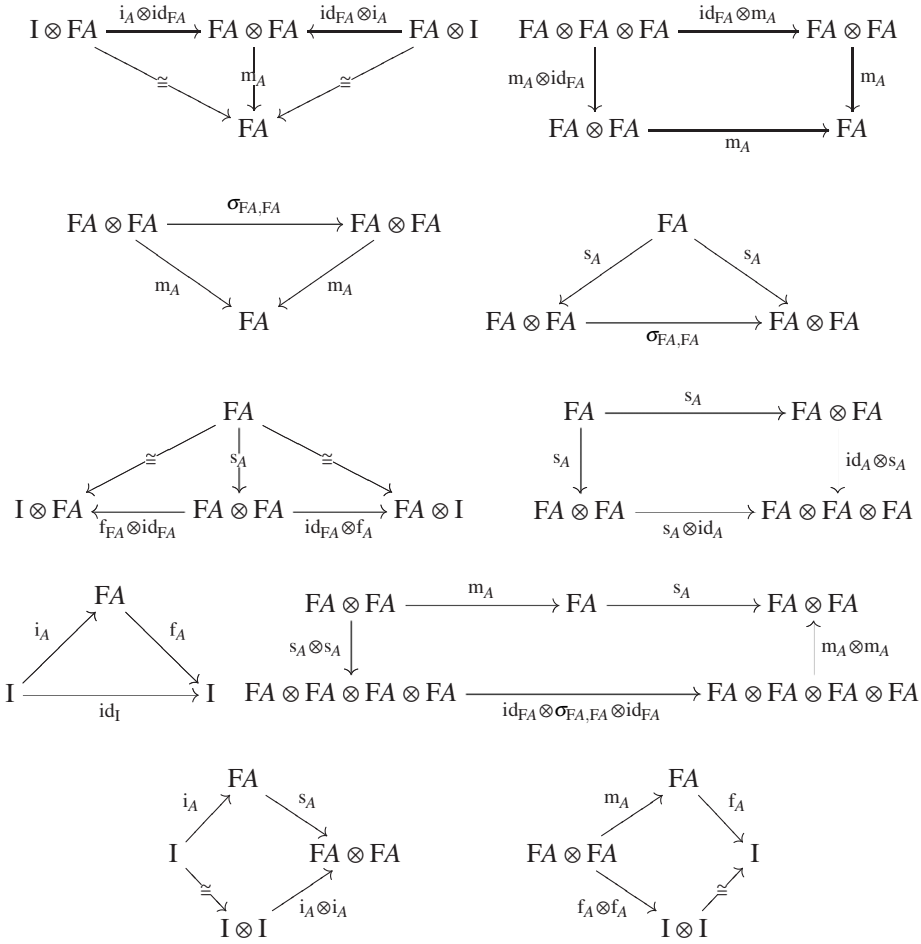 I ⊗ FA i_A⊗id_FA FA ⊗ FA id_FA⊗i_A FA ⊗ I
≅ m_A ≅
FA
FA ⊗ FA ⊗ FA id_FA⊗m_A FA ⊗ FA
m_A⊗id_FA m_A
FA ⊗ FA m_A FA
FA ⊗ FA σ_FA,FA FA ⊗ FA
m_A m_A
FA
FA
s_A s_A
FA ⊗ FA σ_FA,FA FA ⊗ FA
FA
≅ s_A ≅
I ⊗ FA f_FA⊗id_FA FA ⊗ FA id_FA⊗f_A FA ⊗ I
FA s_A FA ⊗ FA
s_A id_A⊗s_A
FA ⊗ FA s_A⊗id_A FA ⊗ FA ⊗ FA
FA
i_A f_A
I id_I I
FA ⊗ FA m_A FA s_A FA ⊗ FA
s_A⊗s_A m_A⊗m_A
FA ⊗ FA ⊗ FA ⊗ FA id_FA⊗σ_FA,FA⊗id_FA FA ⊗ FA ⊗ FA ⊗ FA
FA
i_A s_A
I FA ⊗ FA
≅ i_A⊗i_A
I ⊗ I
FA
m_A f_A
FA ⊗ FA I
f_A⊗f_A ≅
I ⊗ I